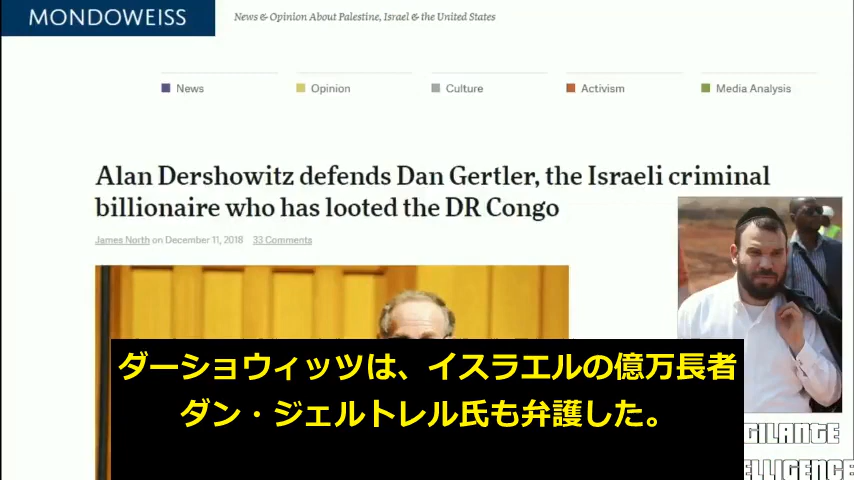 MONDOWEISS
News & Opinion About Palestine, Israel & the United States
News
Opinion
Culture
Activism
Media Analysis
Alan Dershowitz defends Dan Gertler, the Israeli criminal
billionaire who has looted the DR Congo
James North on December 11, 2018 33 Comments
ダーショウィッツは、イスラエルの億万長者
ダン・ジェルトレル氏も弁護した。
GILANTE
ELLIGENCE